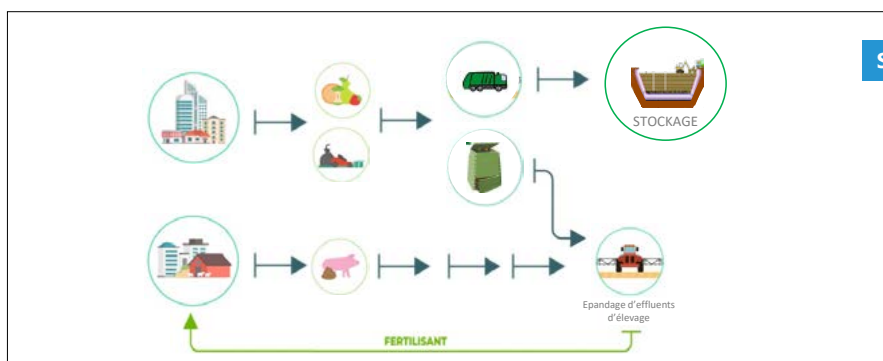 S
STOCKAGE
Epandage d'effluents
d'élevage
FERTILISANT